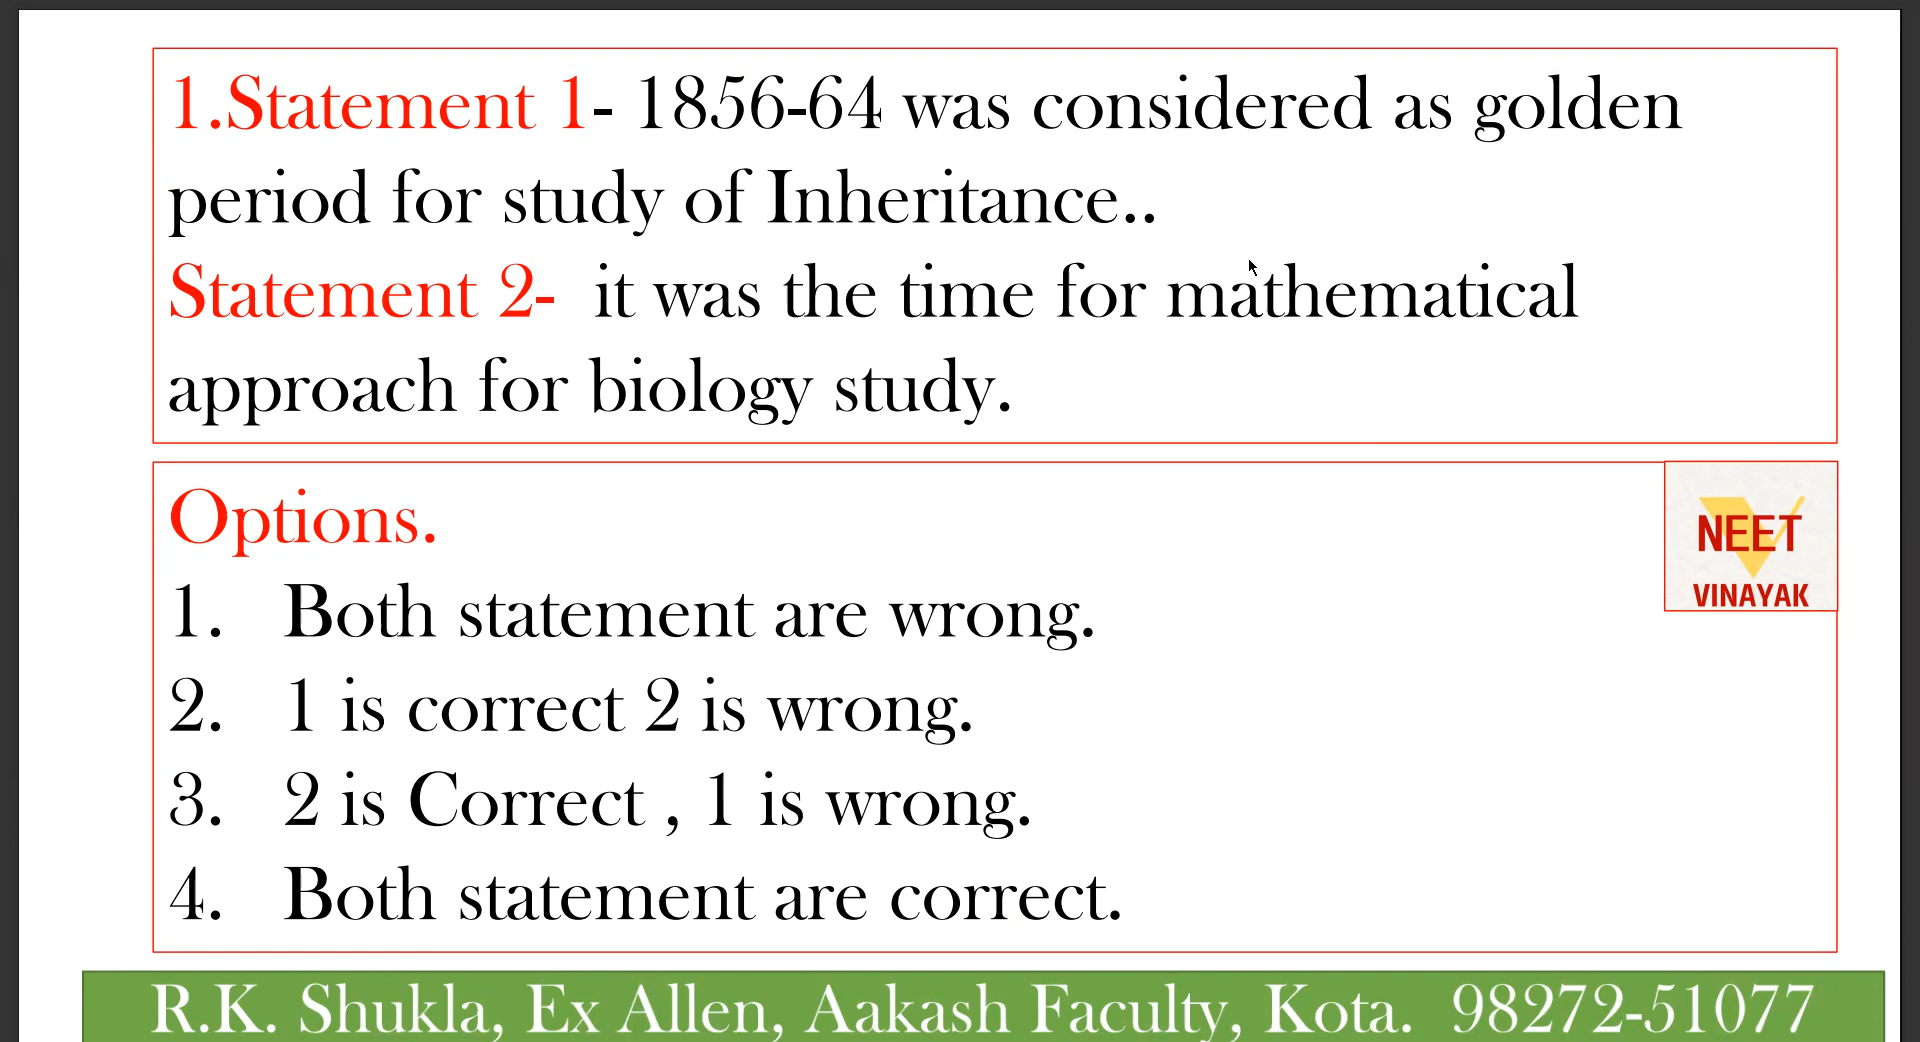 1.Statement 1- 1856-64 was considered as golden
period for study of Inheritance..
Statement 2- it was the time for mathematical
approach for biology study.
Options.
1. Both statement are wrong.
2. 1 is correct 2 is wrong.
3. 2 is Correct , 1 is wrong.
4. Both statement are correct.
NEET
VINAYAK
R.K. Shukla, Ex Allen, Aakash Faculty, Kota. 98272-51077